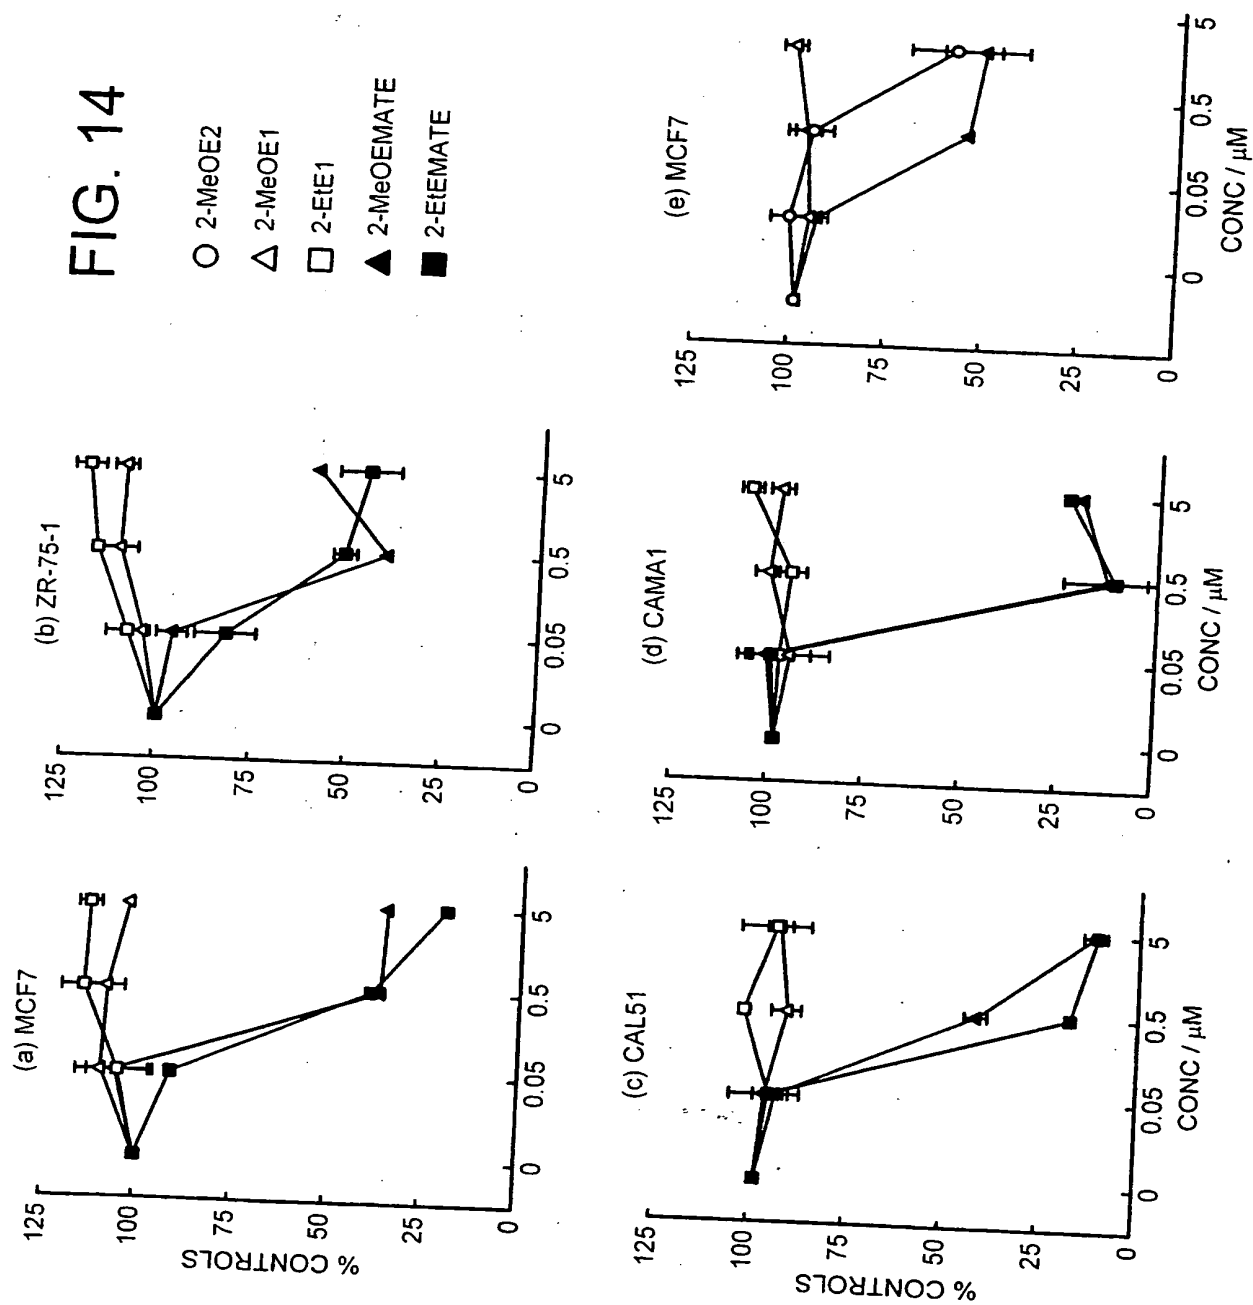 FIG. 14
○ 2-MeOE2
△ 2-MeOE1
□ 2-EtE1
▲ 2-MeOEMATE
■ 2-EtEMATE
(a) MCF7
% CONTROLS
125
100
75
50
25
0
0
0.05
0.5
5
(b) ZR-75-1
125
100
50
25
0
0
0.05
0.5
5
(c) CAL51
% CONTROLS
125
100
50
25
0
0
0.05
0.5
5
CONC / μM
(d) CAMA1
125
100
50
25
0
0
0.05
0.5
5
CONC / μM
(e) MCF7
125
100
75
50
25
0
0
0.05
0.5
5
CONC / μM